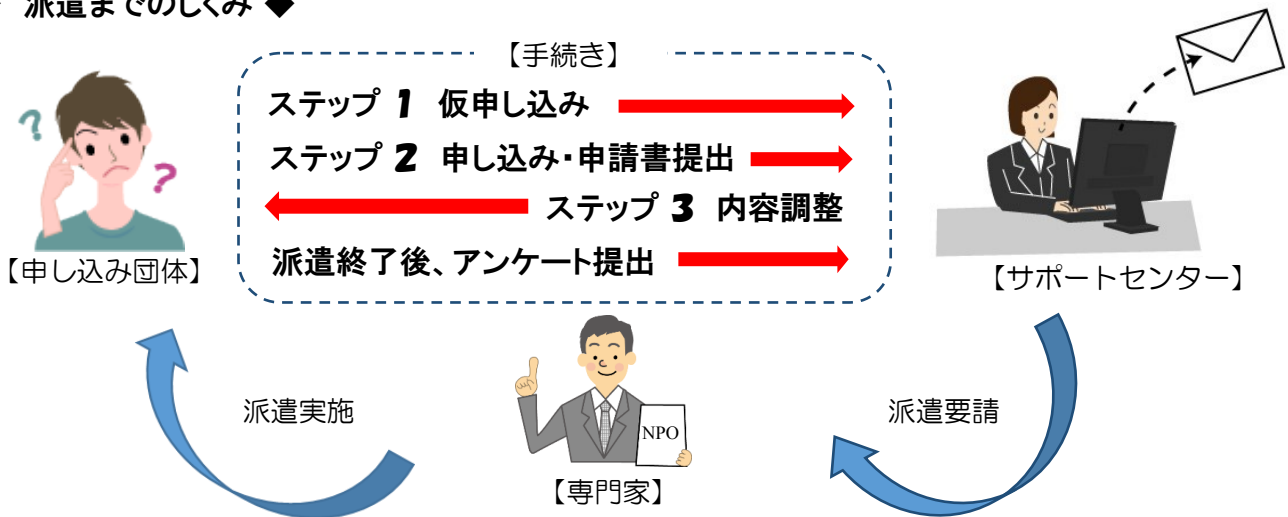 派遣までのしくみ ◆
【手続き】
ステップ 1 仮申し込み
ステップ 2 申し込み・申請書提出
ステップ 3 内容調整
派遣終了後、アンケート提出
【申し込み団体】
【サポートセンター】
派遣実施
NPO
派遣要請
【専門家】